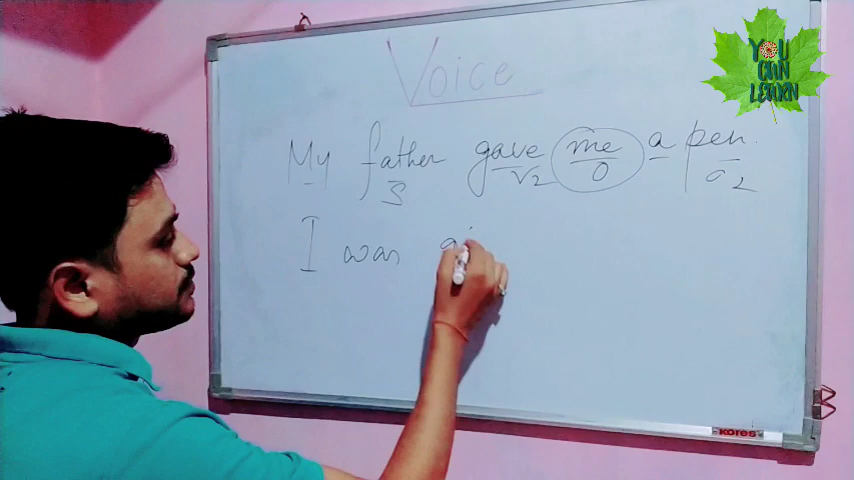 Voice
YOU
CAN
LEARN
My father gave me a pen.
S V2 O O2
I was gi
KORES